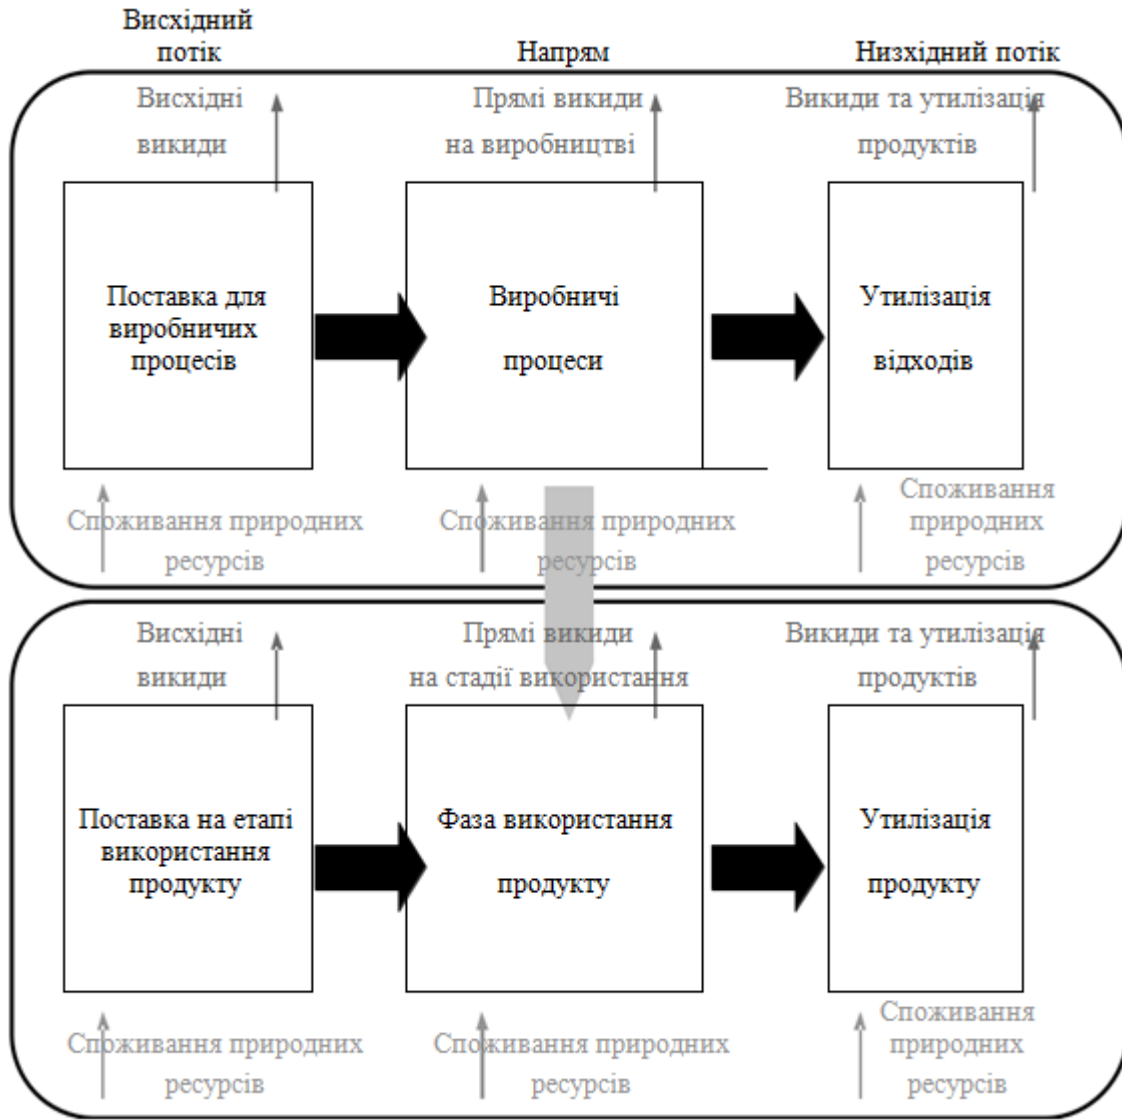 Висхідний
потік
Напрям
Низхідний потік
Висхідні
викиди
Прямі викиди
на виробництві
Викиди та утилізація
продуктів
Поставка для
виробничих
процесів
Виробничі
процеси
Утилізація
відходів
Споживання природних
ресурсів
Споживання природних
ресурсів
Споживання
природних
ресурсів
Висхідні
викиди
Прямі викиди
на стадії використання
Викиди та утилізація
продуктів
Поставка на етапі
використання
продукту
Фаза використання
продукту
Утилізація
продукту
Споживання природних
ресурсів
Споживання природних
ресурсів
Споживання
природних
ресурсів